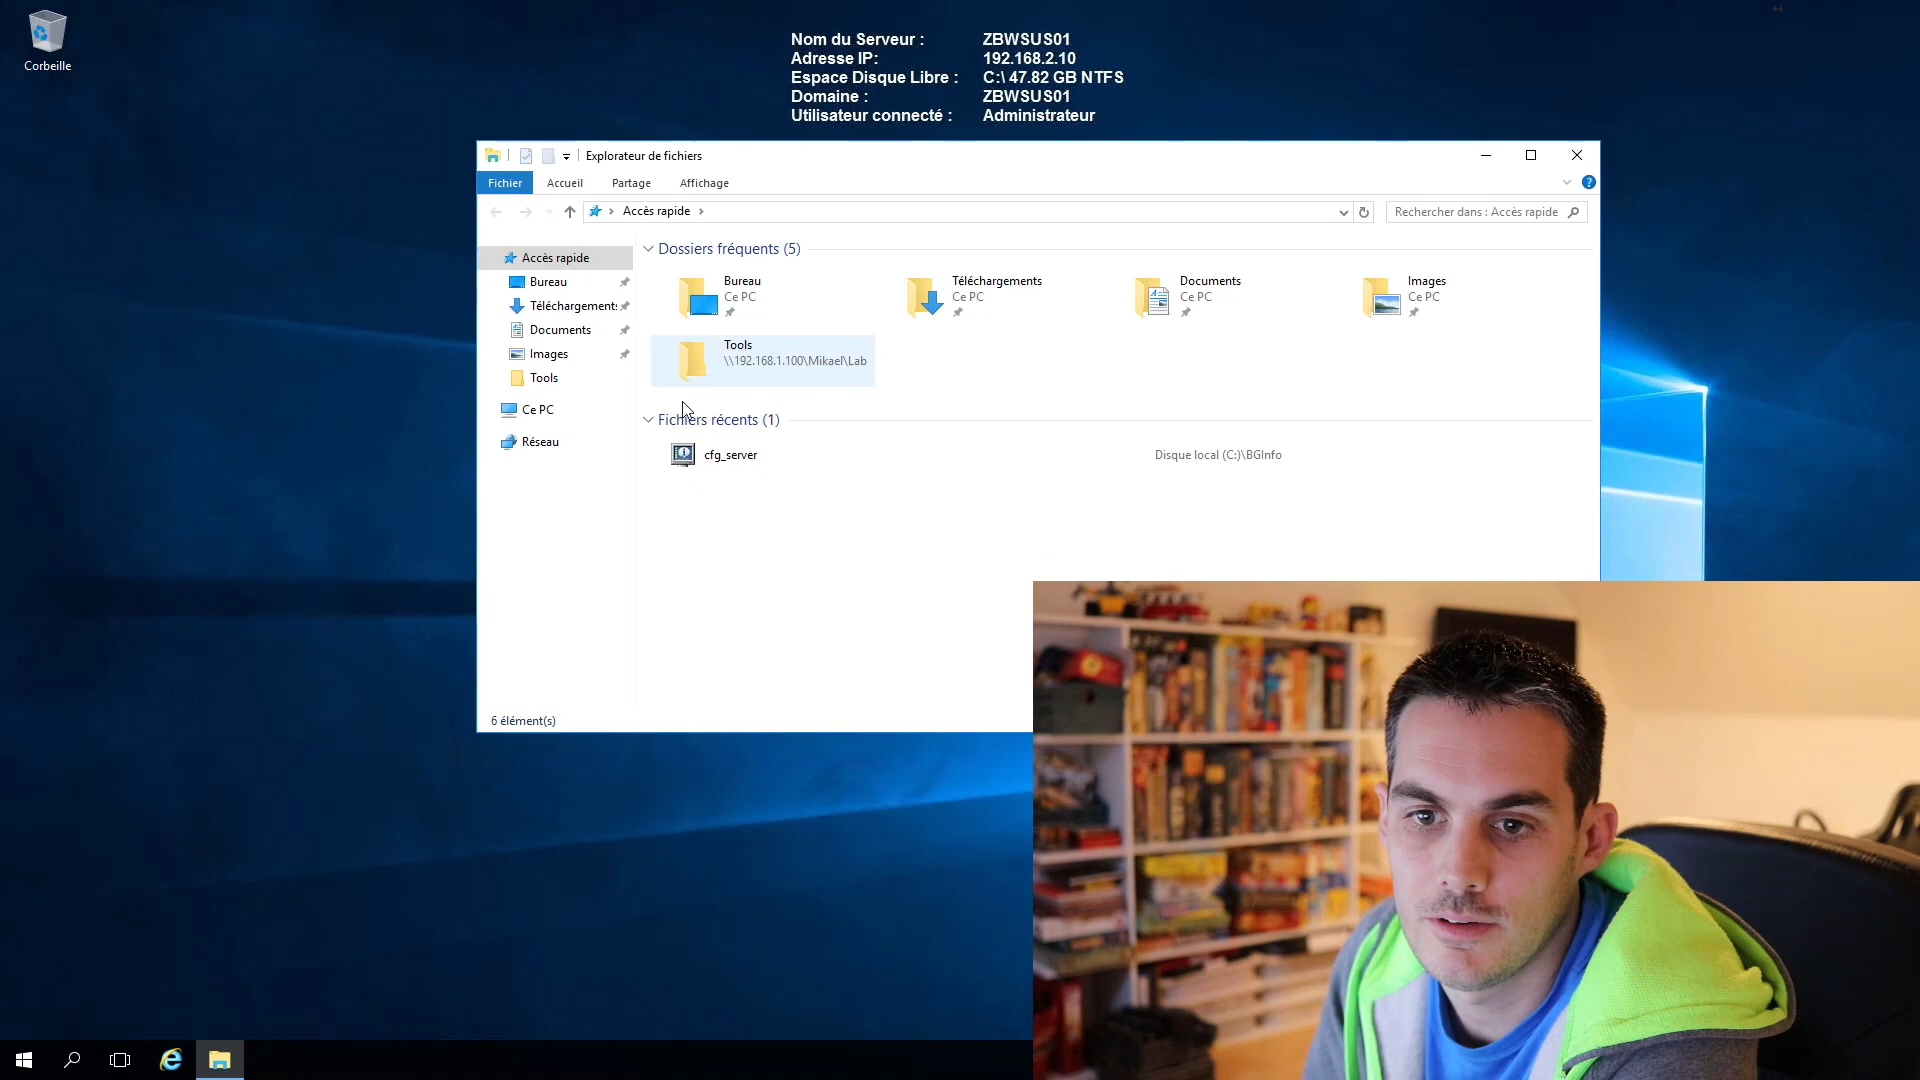 Corbeille
Nom du Serveur : ZBWSUS01
Adresse IP: 192.168.2.10
Espace Disque Libre : C:\ 47.82 GB NTFS
Domaine : ZBWSUS01
Utilisateur connecté : Administrateur
Explorateur de fichiers
Fichier Accueil Partage Affichage
Accès rapide
Rechercher dans : Accès rapide
Accès rapide
Bureau
Téléchargement
Documents
Images
Tools
Ce PC
Réseau
Dossiers fréquents (5)
Bureau
Ce PC
Téléchargements
Ce PC
Documents
Ce PC
Images
Ce PC
Tools
\\192.168.1.100\Mikael\Lab
Fichiers récents (1)
cfg_server Disque local (C:)\BGInfo
6 élément(s)